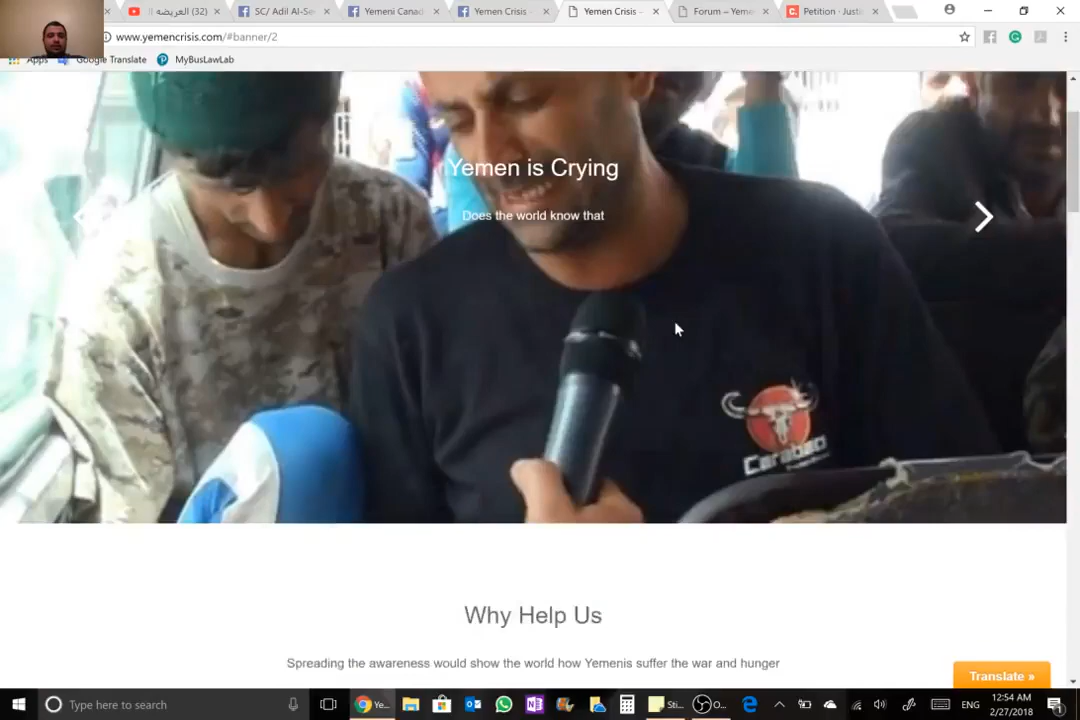 (32) العريضة ال
SC/ Adil Al-Se
Yemeni Canad
Yemen Crisis -
Yemen Crisis -
Forum – Yeme
Petition · Justi
www.yemencrisis.com/#banner/2
Apps
Google Translate
MyBusLawLab
Yemen is Crying
Does the world know that
Carabao
Why Help Us
Spreading the awareness would show the world how Yemenis suffer the war and hunger
Translate »
Type here to search
Ye...
Sti...
O...
ENG
12:54 AM
2/27/2018